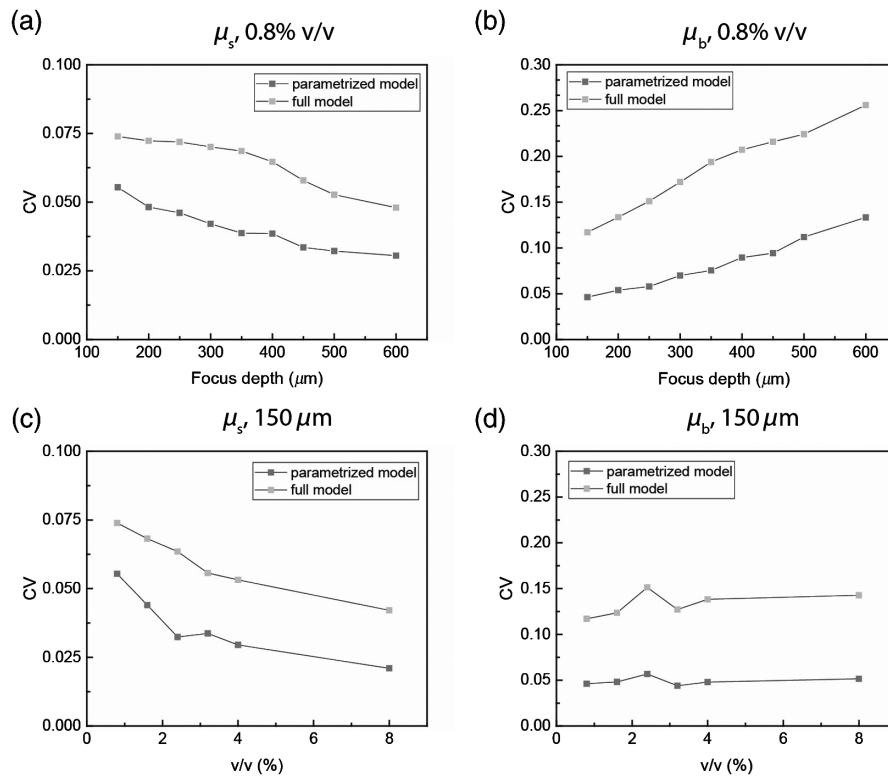 (a)
μs, 0.8% v/v
0.100
0.075
0.050
0.025
0.000
CV
parametrized model
full model
100
200
300
400
500
600
Focus depth (μm)
(b)
μb, 0.8% v/v
0.30
0.25
0.20
0.15
0.10
0.05
0.00
CV
parametrized model
full model
100
200
300
400
500
600
Focus depth (μm)
(c)
μs, 150 μm
0.100
0.075
0.050
0.025
0.000
CV
parametrized model
full model
0
2
4
6
8
v/v (%)
(d)
μb, 150 μm
0.30
0.25
0.20
0.15
0.10
0.05
0.00
CV
parametrized model
full model
0
2
4
6
8
v/v (%)